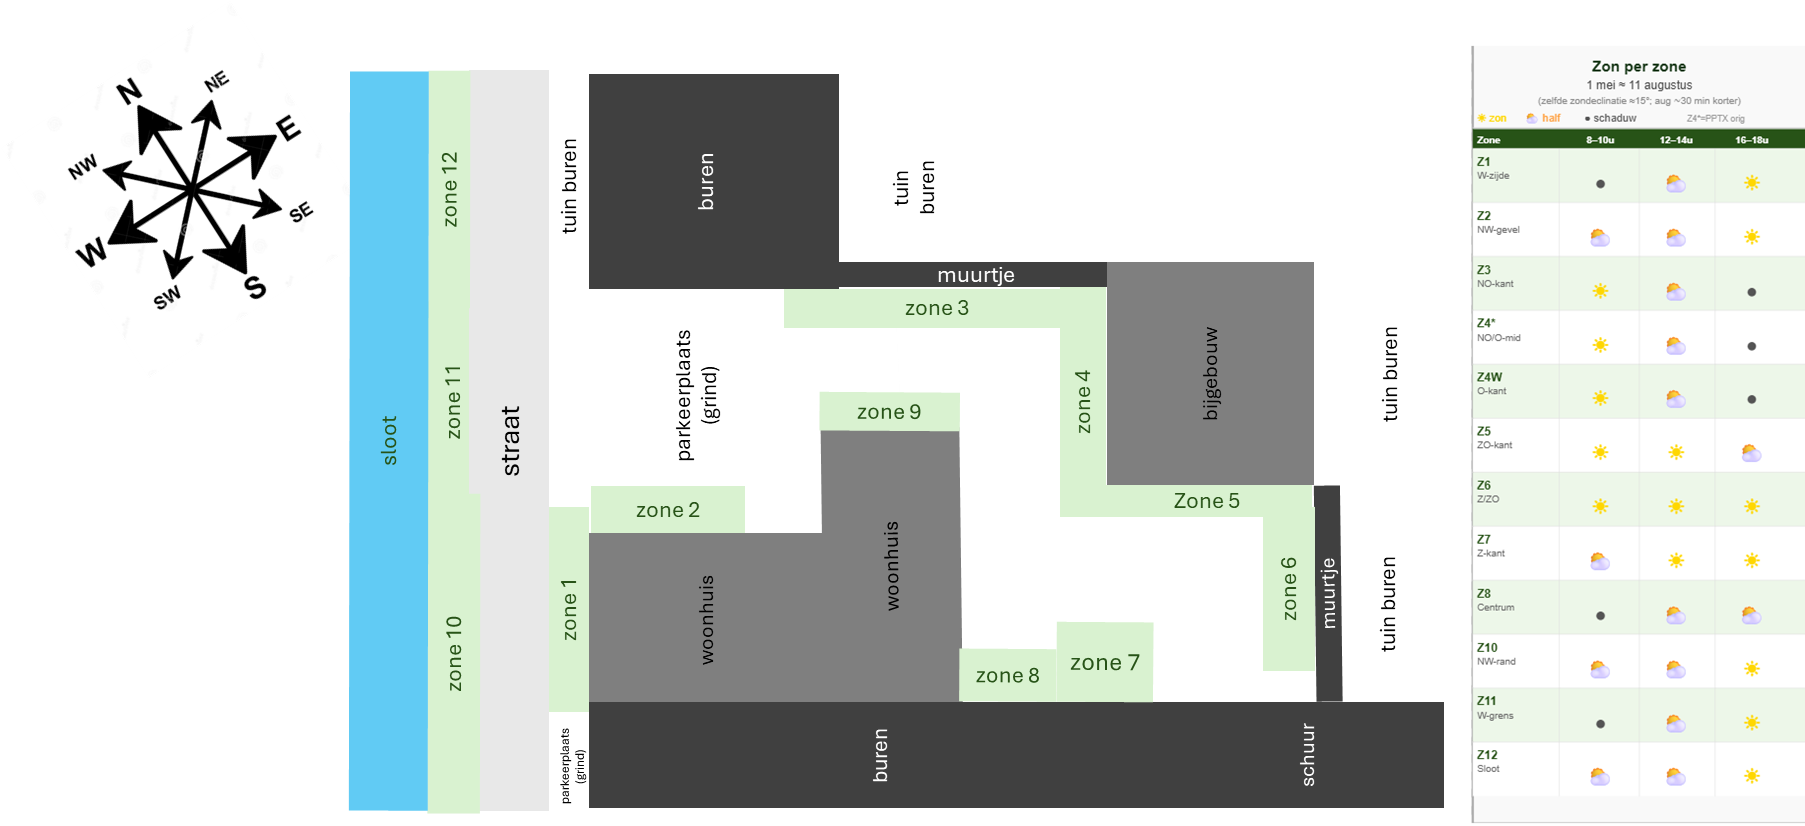 N
NE
E
NW
SE
W
SW
S
sloot
zone 12
zone 11
zone 10
straat
tuin buren
buren
tuin
buren
muurtje
zone 3
parkeerplaats
(grind)
zone 9
zone 4
bijgebouw
tuin buren
zone 2
Zone 5
zone 1
woonhuis
woonhuis
zone 6
muurtje
tuin buren
zone 8
zone 7
parkeerplaats
(grind)
buren
schuur
Zon per zone
1 mei ≈ 11 augustus
(zelfde zondeclinatie ≈15°; aug ~30 min korter)
zon half schaduw Z4*=PPTX orig
Zone 8–10u 12–14u 16–18u
Z1
W-zijde
Z2
NW-gevel
Z3
NO-kant
Z4*
NO/O-mid
Z4W
O-kant
Z5
ZO-kant
Z6
Z/ZO
Z7
Z-kant
Z8
Centrum
Z10
NW-rand
Z11
W-grens
Z12
Sloot